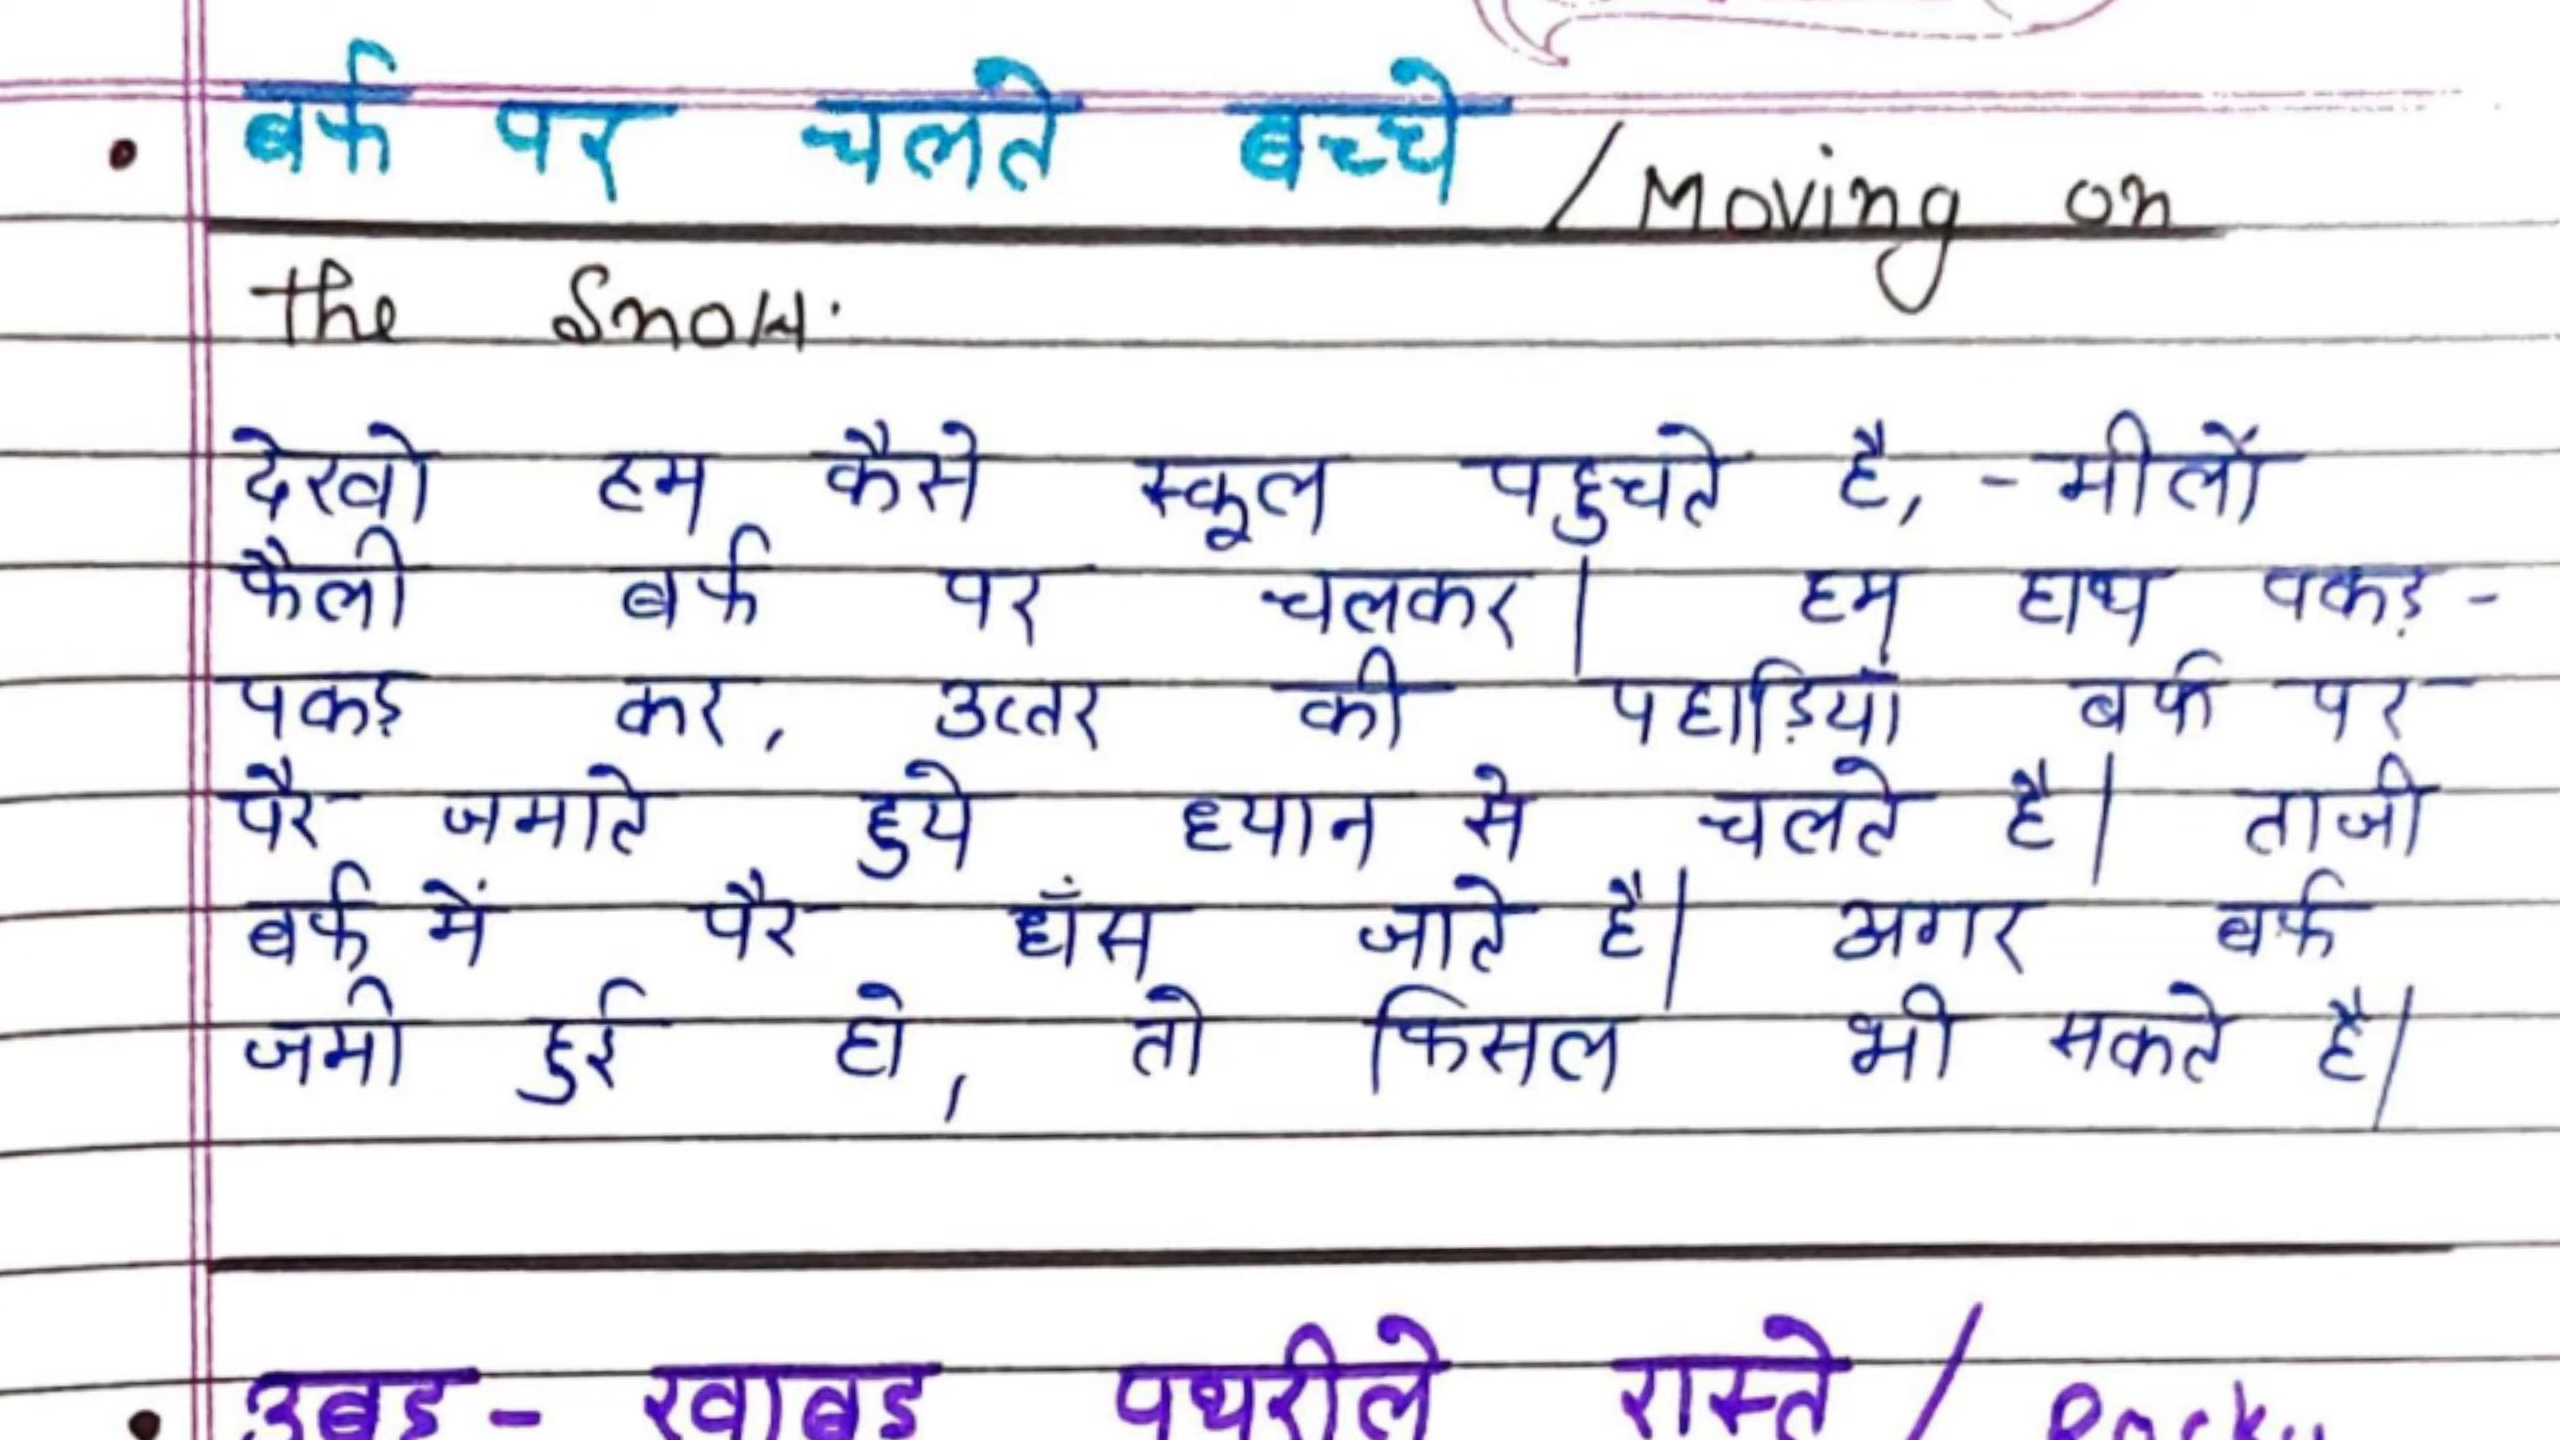 • बर्फ पर चलते बच्चे / Moving on
the Snow.
देखो हम कैसे स्कूल पहुचते है, - मीलों
फैली बर्फ पर चलकर | हम हाथ पकड़ -
पकड़ कर, उत्तर की पहाड़ियाँ बर्फ पर
पैर जमाते हुये ध्यान से चलते है | ताजी
बर्फ में पैर धँस जाते है | अगर बर्फ
जमी हुई हो, तो फिसल भी सकते है |
• उबड - खाबड पथरीले रास्ते / Rocky